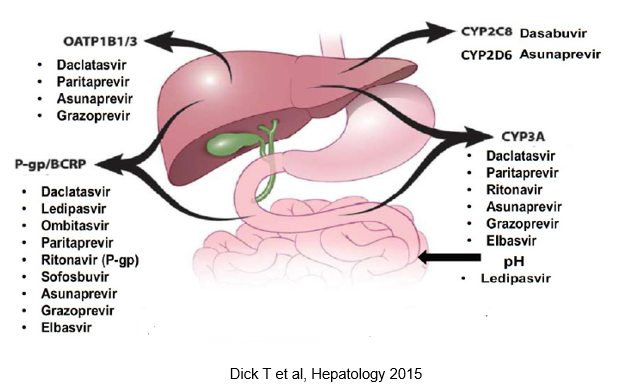 OATP1B1/3
• Daclatasvir
• Paritaprevir
• Asunaprevir
• Grazoprevir
P-gp/BCRP
• Daclatasvir
• Ledipasvir
• Ombitasvir
• Paritaprevir
• Ritonavir (P-gp)
• Sofosbuvir
• Asunaprevir
• Grazoprevir
• Elbasvir
CYP2C8 Dasabuvir
CYP2D6 Asunaprevir
CYP3A
• Daclatasvir
• Paritaprevir
• Ritonavir
• Asunaprevir
• Grazoprevir
• Elbasvir
pH
• Ledipasvir
Dick T et al, Hepatology 2015